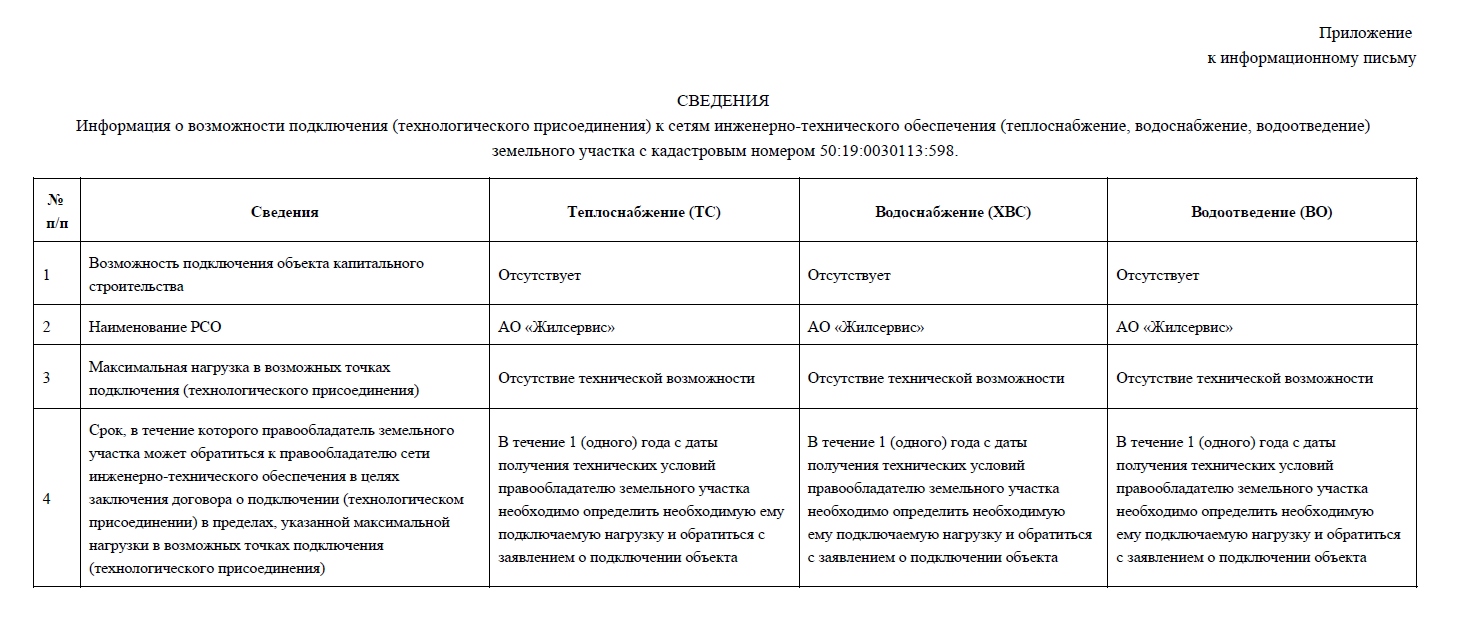 Приложение
к информационному письму
СВЕДЕНИЯ
Информация о возможности подключения (технологического присоединения) к сетям инженерно-технического обеспечения (теплоснабжение, водоснабжение, водоотведение)
земельного участка с кадастровым номером 50:19:0030113:598.
№
п/п
Сведения
Теплоснабжение (ТС)
Водоснабжение (ХВС)
Водоотведение (ВО)
1
Возможность подключения объекта капитального
строительства
Отсутствует
Отсутствует
Отсутствует
2
Наименование РСО
АО «Жилсервис»
АО «Жилсервис»
АО «Жилсервис»
3
Максимальная нагрузка в возможных точках
подключения (технологического присоединения)
Отсутствие технической возможности
Отсутствие технической возможности
Отсутствие технической возможности
4
Срок, в течение которого правообладатель земельного
участка может обратиться к правообладателю сети
инженерно-технического обеспечения в целях
заключения договора о подключении (технологическом
присоединении) в пределах, указанной максимальной
нагрузки в возможных точках подключения
(технологического присоединения)
В течение 1 (одного) года с даты
получения технических условий
правообладателю земельного участка
необходимо определить необходимую ему
подключаемую нагрузку и обратиться с
заявлением о подключении объекта
В течение 1 (одного) года с даты
получения технических условий
правообладателю земельного участка
необходимо определить необходимую
ему подключаемую нагрузку и обратиться
с заявлением о подключении объекта
В течение 1 (одного) года с даты
получения технических условий
правообладателю земельного участка
необходимо определить необходимую
ему подключаемую нагрузку и обратиться
с заявлением о подключении объекта